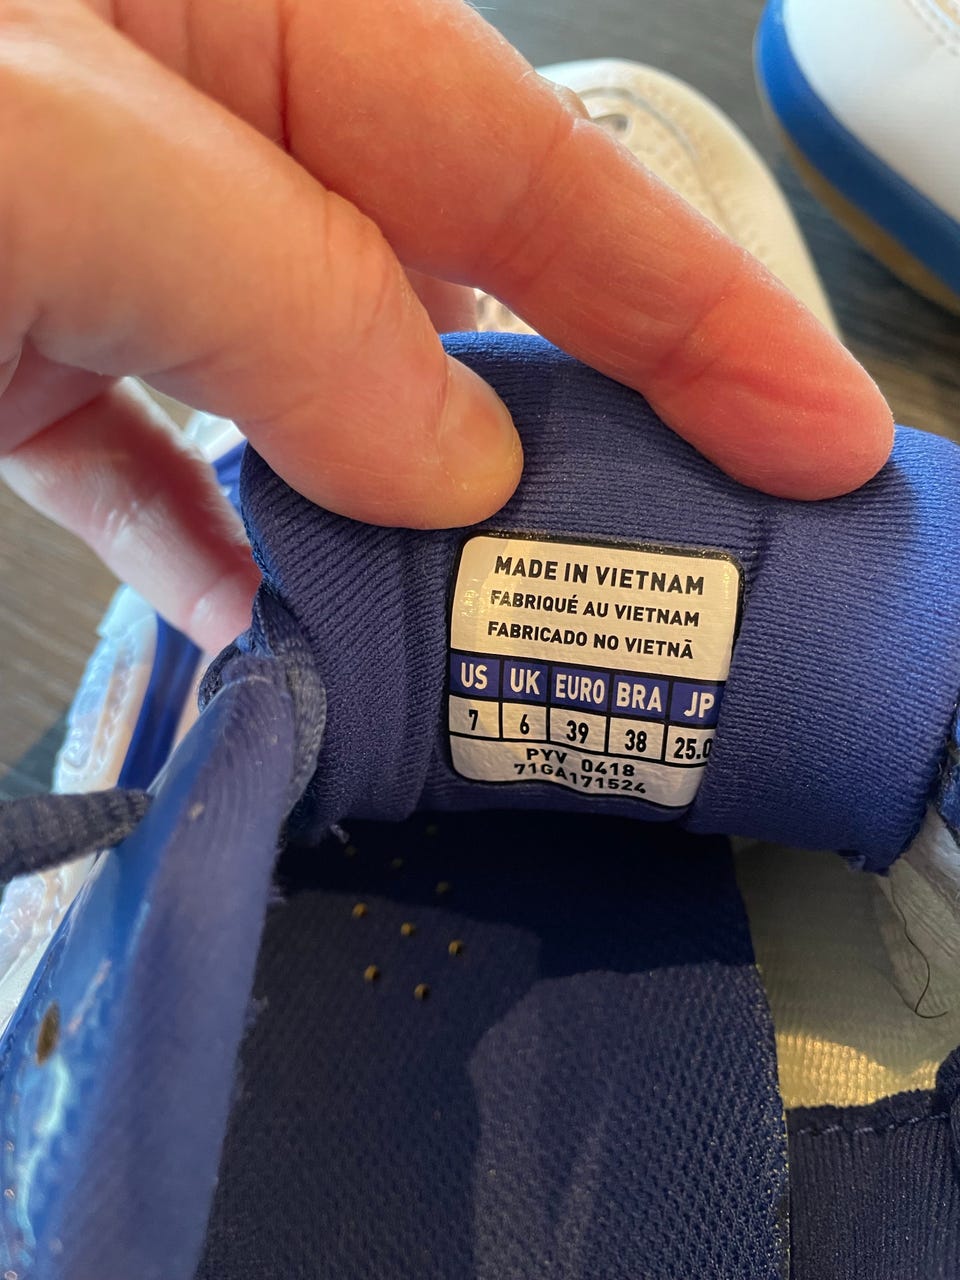 MADE IN VIETNAM
FABRIQUÉ AU VIETNAM
FABRICADO NO VIETNÃ
US UK EURO BRA JP
7 6 39 38 25.0
PYV 0418
71GA171524